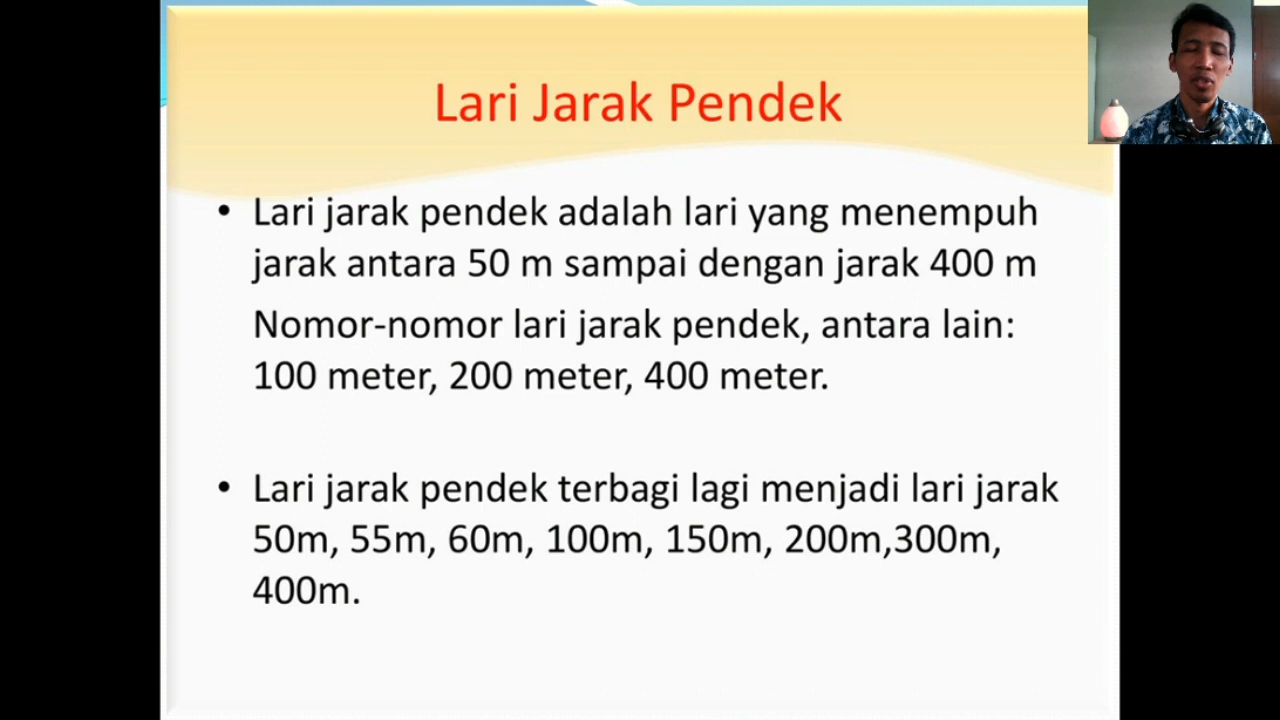 Lari Jarak Pendek
• Lari jarak pendek adalah lari yang menempuh
jarak antara 50 m sampai dengan jarak 400 m
Nomor-nomor lari jarak pendek, antara lain:
100 meter, 200 meter, 400 meter.
• Lari jarak pendek terbagi lagi menjadi lari jarak
50m, 55m, 60m, 100m, 150m, 200m,300m,
400m.